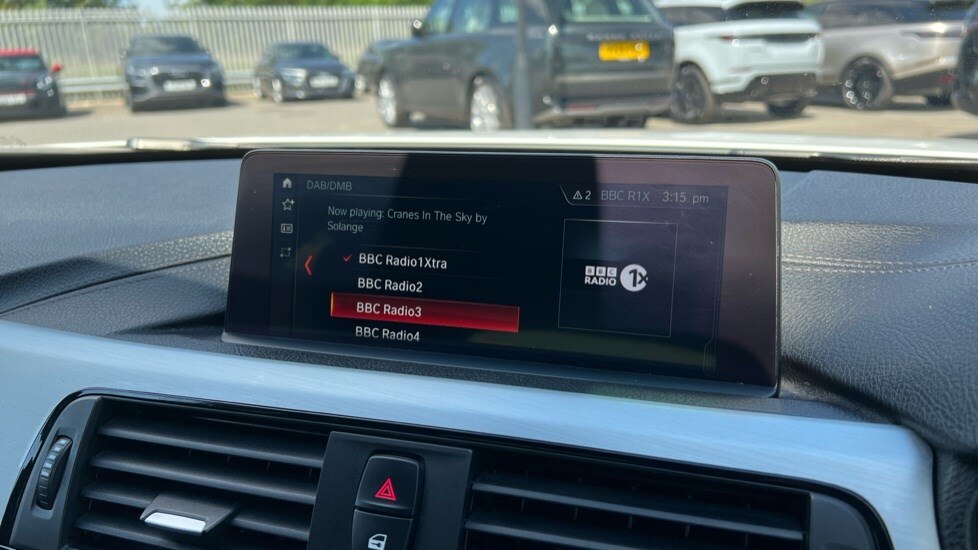 DAB/DMB
2 BBC R1X 3:15 pm
Now playing: Cranes In The Sky by
Solange
BBC Radio1Xtra
BBC Radio2
BBC Radio3
BBC Radio4
BBC
RADIO 1X